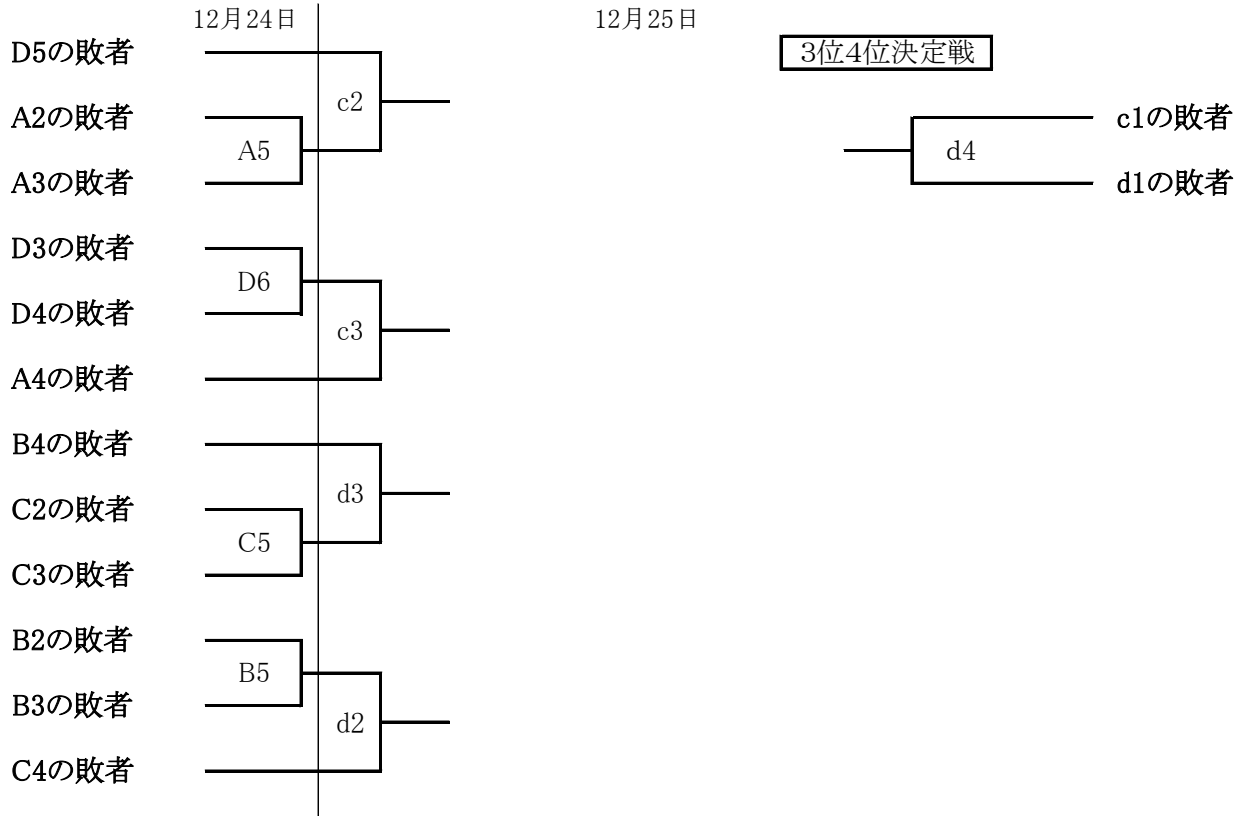 12月24日
12月25日
D5の敗者
3位4位決定戦
c2
A2の敗者
c1の敗者
A5
d4
A3の敗者
d1の敗者
D3の敗者
D6
D4の敗者
c3
A4の敗者
B4の敗者
d3
C2の敗者
C5
C3の敗者
B2の敗者
B5
B3の敗者
d2
C4の敗者